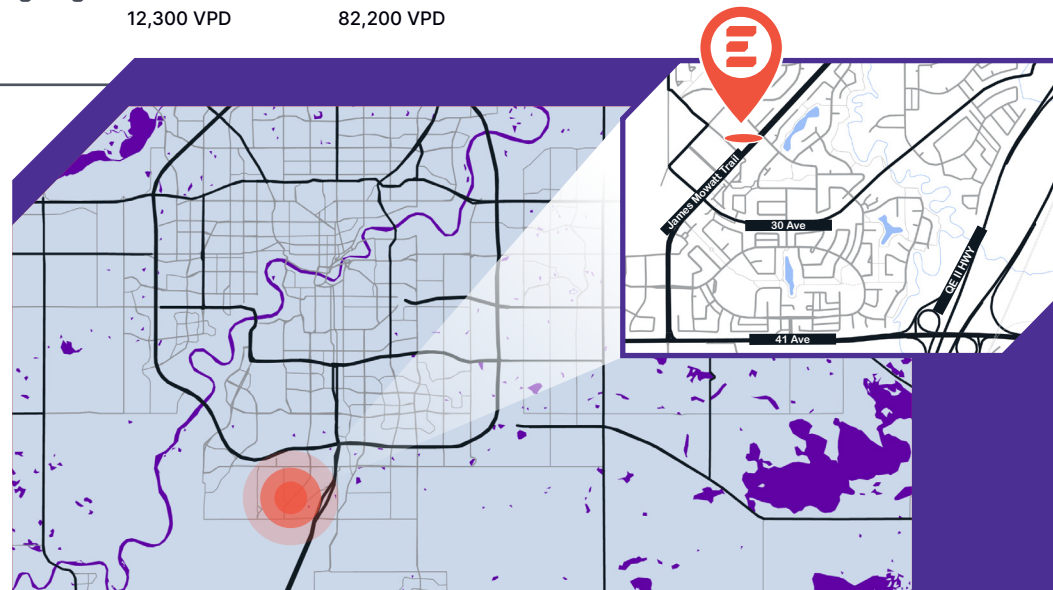 12,300 VPD 82,200 VPD
James Mowatt Trail
30 Ave
QE II HWY
41 Ave